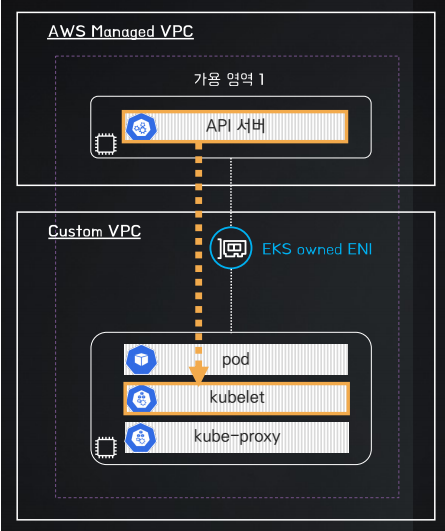 AWS Managed VPC
가용 영역 1
API 서버
Custom VPC
EKS owned ENI
pod
kubelet
kube-proxy